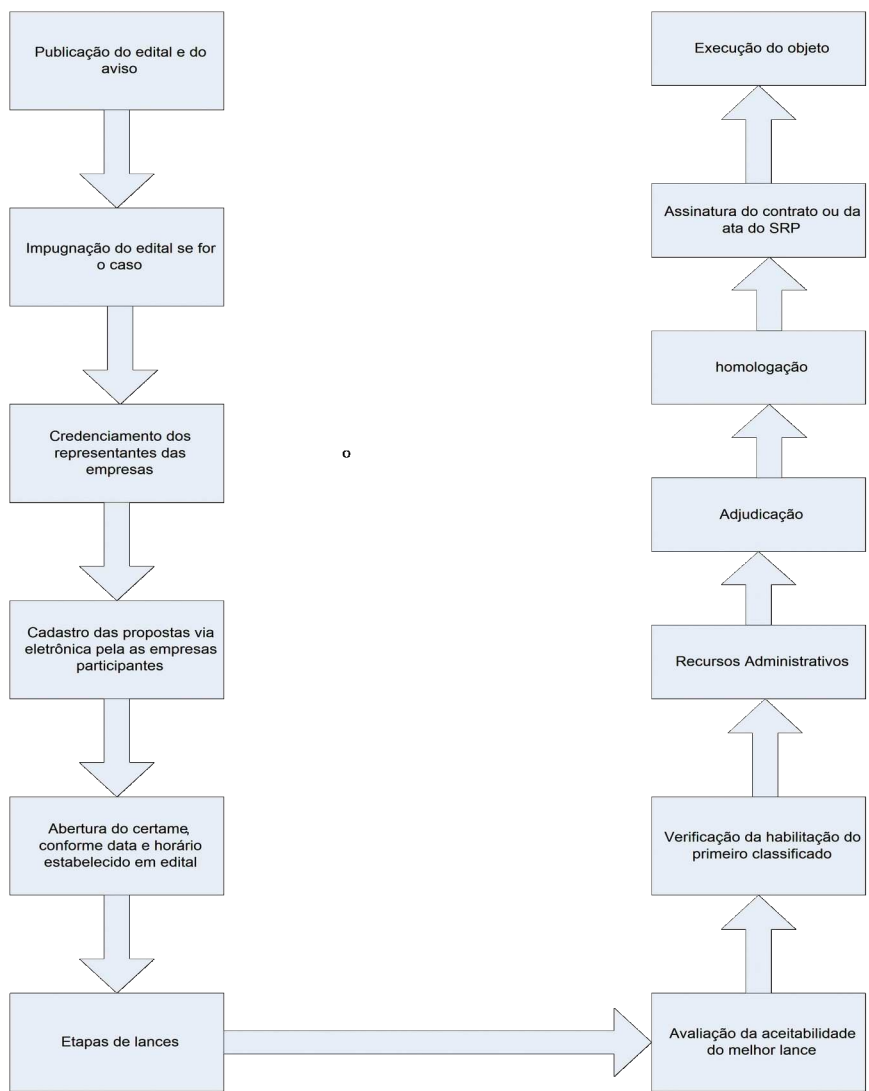 Publicação do edital e do
aviso
Impugnação do edital se for
o caso
Credenciamento dos
representantes das
empresas
o
Cadastro das propostas via
eletrônica pela as empresas
participantes
Abertura do certame,
conforme data e horário
estabelecido em edital
Etapas de lances
Avaliação da aceitabilidade
do melhor lance
Verificação da habilitação do
primeiro classificado
Recursos Administrativos
Adjudicação
homologação
Assinatura do contrato ou da
ata do SRP
Execução do objeto